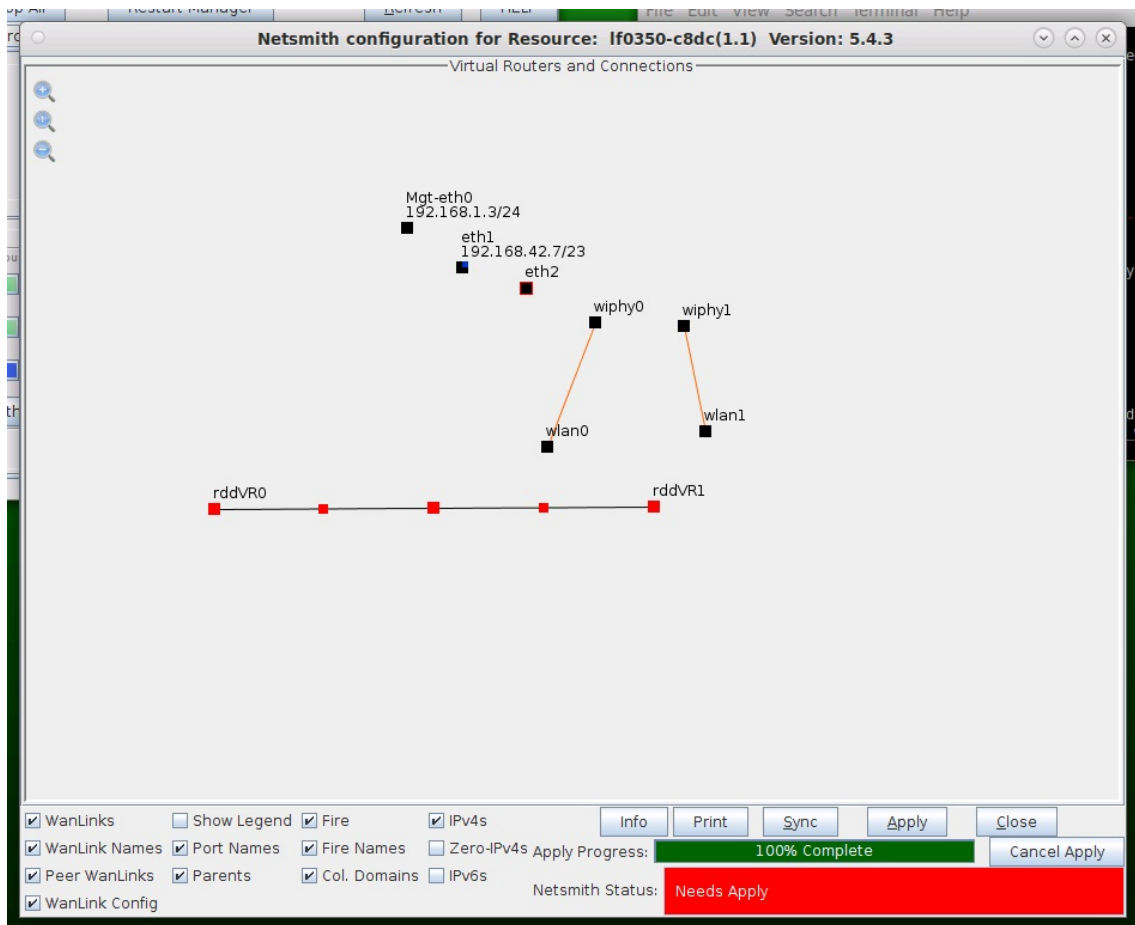 Restart Manager
Refresh
HELP
File Edit View Search Terminal Help
Netsmith configuration for Resource: lf0350-c8dc(1.1) Version: 5.4.3
Virtual Routers and Connections
Mgt-eth0
192.168.1.3/24
eth1
192.168.42.7/23
eth2
wiphy0
wiphy1
wlan1
wlan0
rddVR0
rddVR1
WanLinks Show Legend Fire IPv4s Info Print Sync Apply Close
WanLink Names Port Names Fire Names Zero-IPv4s Apply Progress: 100% Complete Cancel Apply
Peer WanLinks Parents Col. Domains IPv6s
Netsmith Status: Needs Apply
WanLink Config